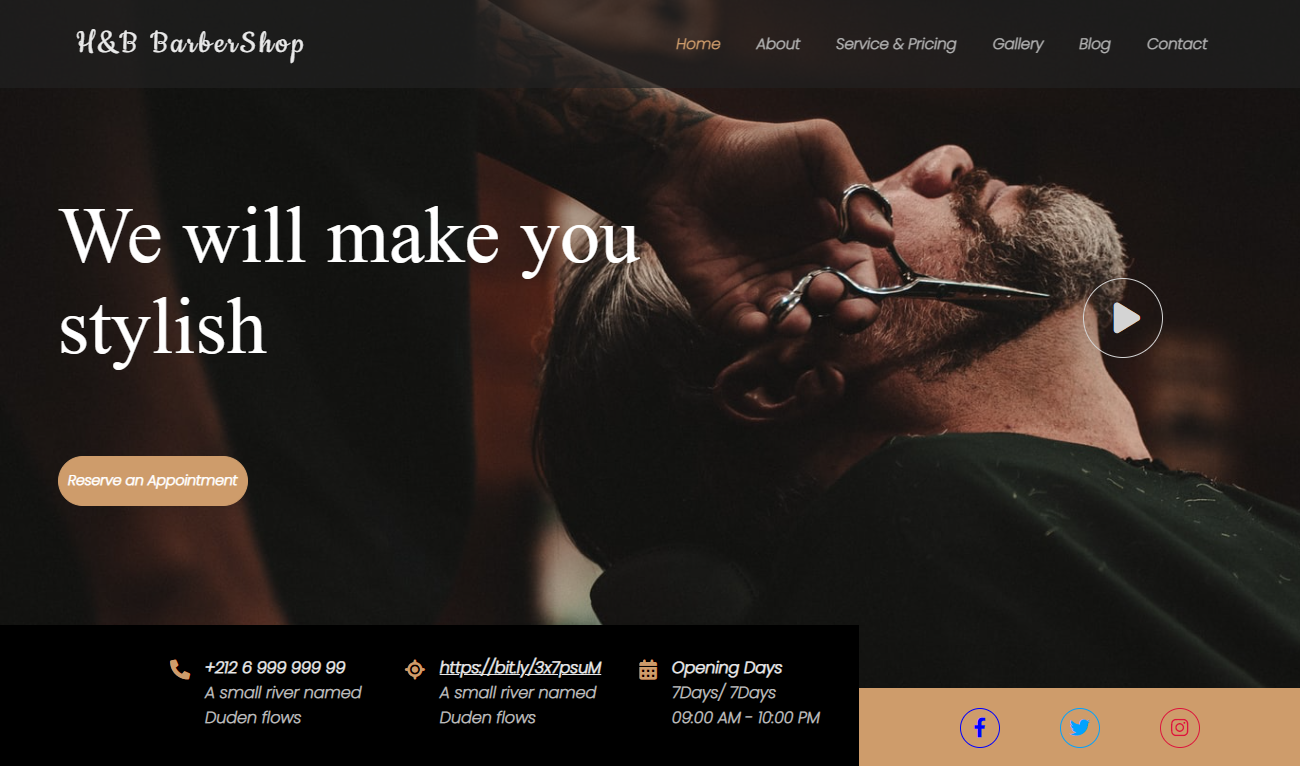 H&B BarberShop
Home About Service & Pricing Gallery Blog Contact
We will make you
stylish
Reserve an Appointment
+212 6 999 999 99
A small river named
Duden flows
https://bit.ly/3x7psuM
A small river named
Duden flows
Opening Days
7Days/ 7Days
09:00 AM - 10:00 PM